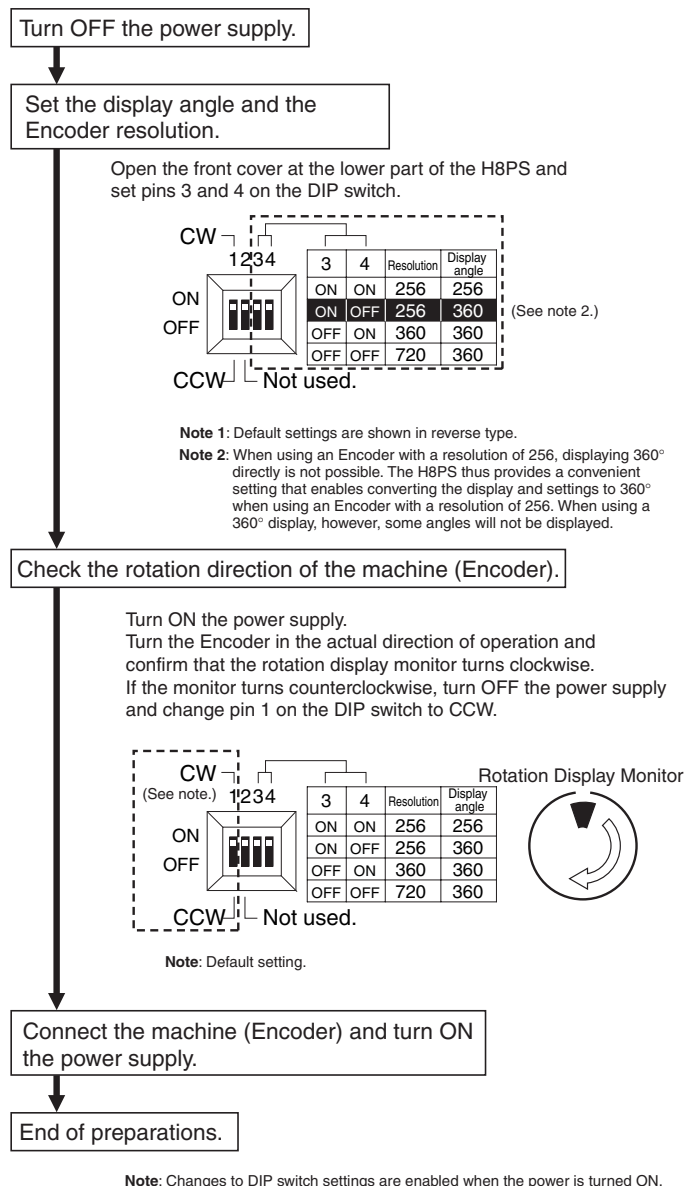 Turn OFF the power supply.
Set the display angle and the
Encoder resolution.
Open the front cover at the lower part of the H8PS and
set pins 3 and 4 on the DIP switch.
CW
1234
ON
OFF
CCW
Not used.
3 4 Resolution Display angle
ON ON 256 256
ON OFF 256 360
OFF ON 360 360
OFF OFF 720 360
(See note 2.)
Note 1: Default settings are shown in reverse type.
Note 2: When using an Encoder with a resolution of 256, displaying 360°
directly is not possible. The H8PS thus provides a convenient
setting that enables converting the display and settings to 360°
when using an Encoder with a resolution of 256. When using a
360° display, however, some angles will not be displayed.
Check the rotation direction of the machine (Encoder).
Turn ON the power supply.
Turn the Encoder in the actual direction of operation and
confirm that the rotation display monitor turns clockwise.
If the monitor turns counterclockwise, turn OFF the power supply
and change pin 1 on the DIP switch to CCW.
CW
(See note.)
1234
ON
OFF
CCW
Not used.
3 4 Resolution Display angle
ON ON 256 256
ON OFF 256 360
OFF ON 360 360
OFF OFF 720 360
Rotation Display Monitor
Note: Default setting.
Connect the machine (Encoder) and turn ON
the power supply.
End of preparations.
Note: Changes to DIP switch settings are enabled when the power is turned ON.